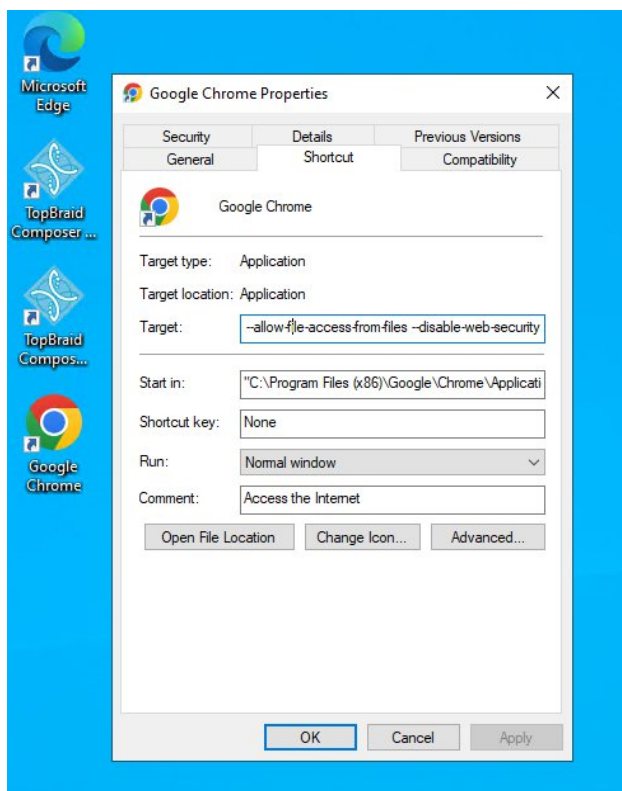 Microsoft
Edge
TopBraid
Composer ...
TopBraid
Compos...
Google
Chrome
Google Chrome Properties
Security Details Previous Versions
General Shortcut Compatibility
Google Chrome
Target type: Application
Target location: Application
Target: --allow-file-access-from-files --disable-web-security
Start in: "C:\Program Files (x86)\Google\Chrome\Applicati
Shortcut key: None
Run: Normal window
Comment: Access the Internet
Open File Location Change Icon... Advanced...
OK Cancel Apply